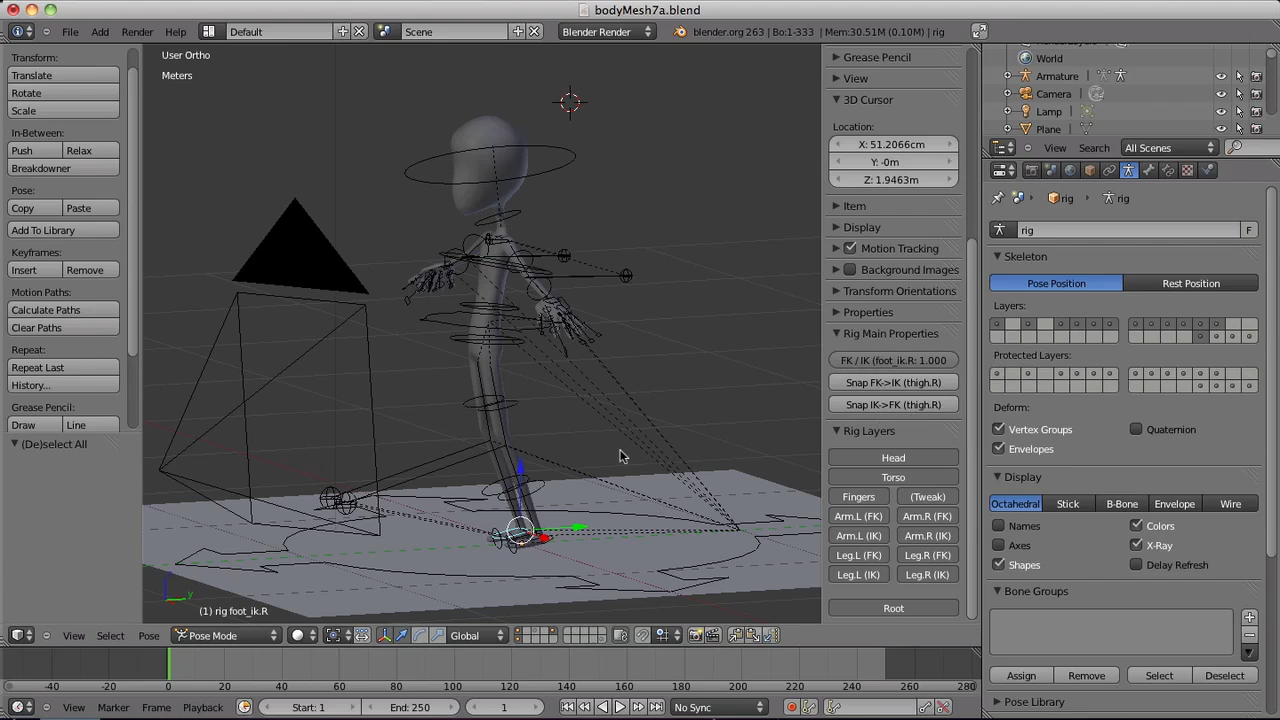 bodyMesh7a.blend
File Add Render Window Help Default Scene Blender Render blender.org 263 | Bo:1-333 | Mem:30.51M (0.10M) | rig
Transform:
Translate
Rotate
Scale
In-Between:
Push Relax
Breakdowner
Pose:
Copy Paste
Add To Library
Keyframes:
Insert Remove
Motion Paths:
Calculate Paths
Clear Paths
Repeat:
Repeat Last
History...
Grease Pencil:
Draw Line
(De)select All
User Ortho
Meters
y
(1) rig foot_ik.R
View Select Pose Pose Mode Global
Grease Pencil
View
3D Cursor
Location:
X: 51.2066cm
Y: -0m
Z: 1.9463m
Item
Display
Motion Tracking
Background Images
Transform Orientations
Properties
Rig Main Properties
FK / IK (foot_ik.R: 1.000
Snap FK->IK (thigh.R)
Snap IK->FK (thigh.R)
Rig Layers
Head
Torso
Fingers (Tweak)
Arm.L (FK) Arm.R (FK)
Arm.L (IK) Arm.R (IK)
Leg.L (FK) Leg.R (FK)
Leg.L (IK) Leg.R (IK)
Root
World
Armature
Camera
Lamp
Plane
View Search All Scenes
rig rig
rig F
Skeleton
Pose Position Rest Position
Layers:
Protected Layers:
Deform:
Vertex Groups Quaternion
Envelopes
Display
Octahedral Stick B-Bone Envelope Wire
Names Colors
Axes X-Ray
Shapes Delay Refresh
Bone Groups
Assign Remove Select Deselect
Pose Library
-40 -20 0 20 40 60 80 100 120 140 160 180 200 220 240 260 280
View Marker Frame Playback Start: 1 End: 250 1 No Sync